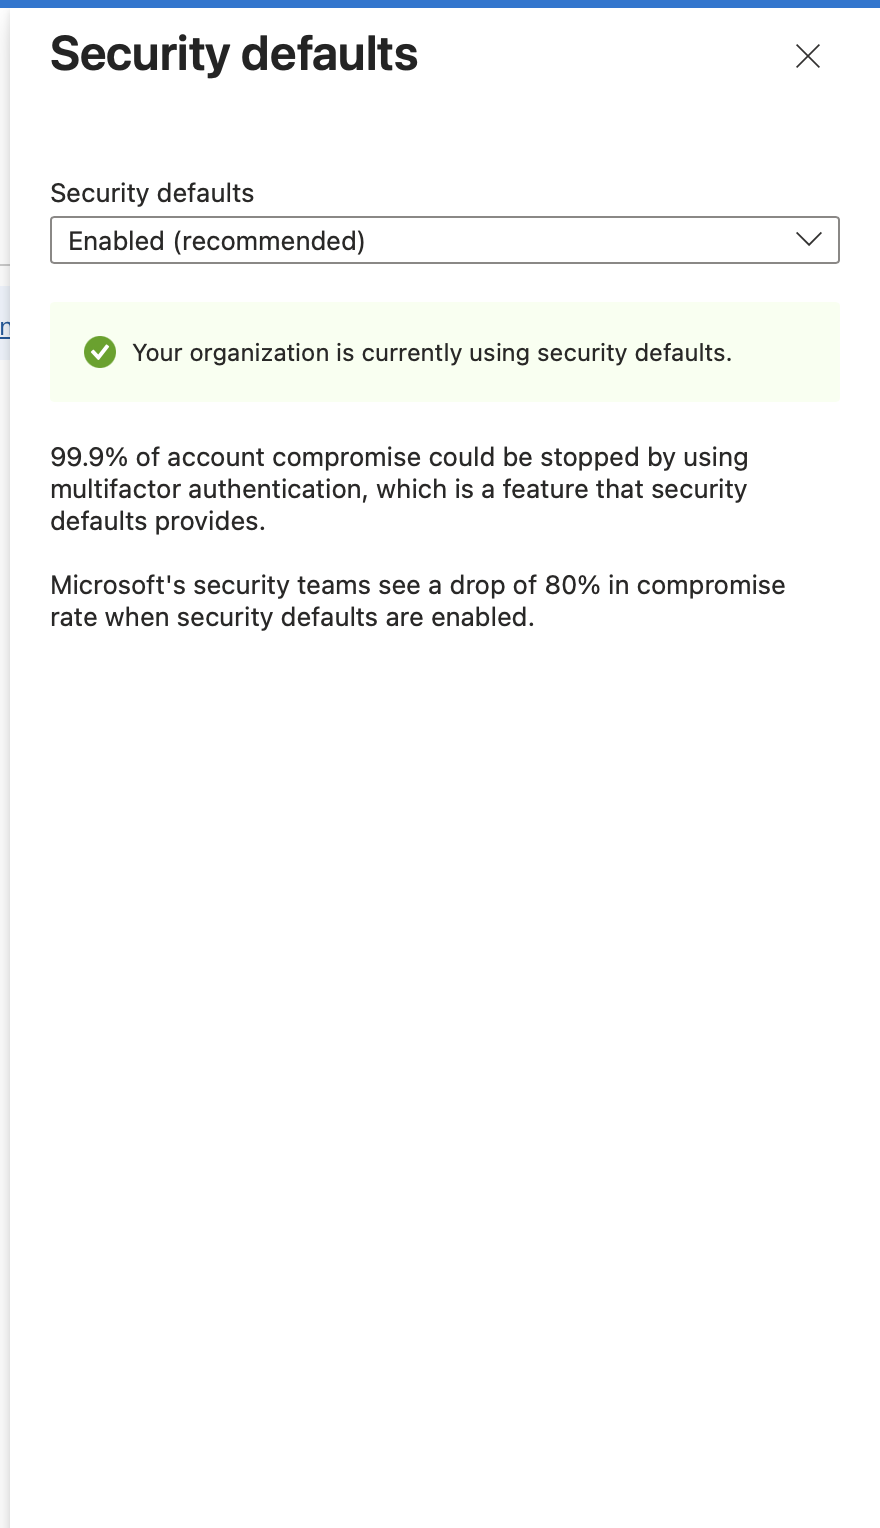 Security defaults
Security defaults
Enabled (recommended)
Your organization is currently using security defaults.
99.9% of account compromise could be stopped by using
multifactor authentication, which is a feature that security
defaults provides.
Microsoft's security teams see a drop of 80% in compromise
rate when security defaults are enabled.